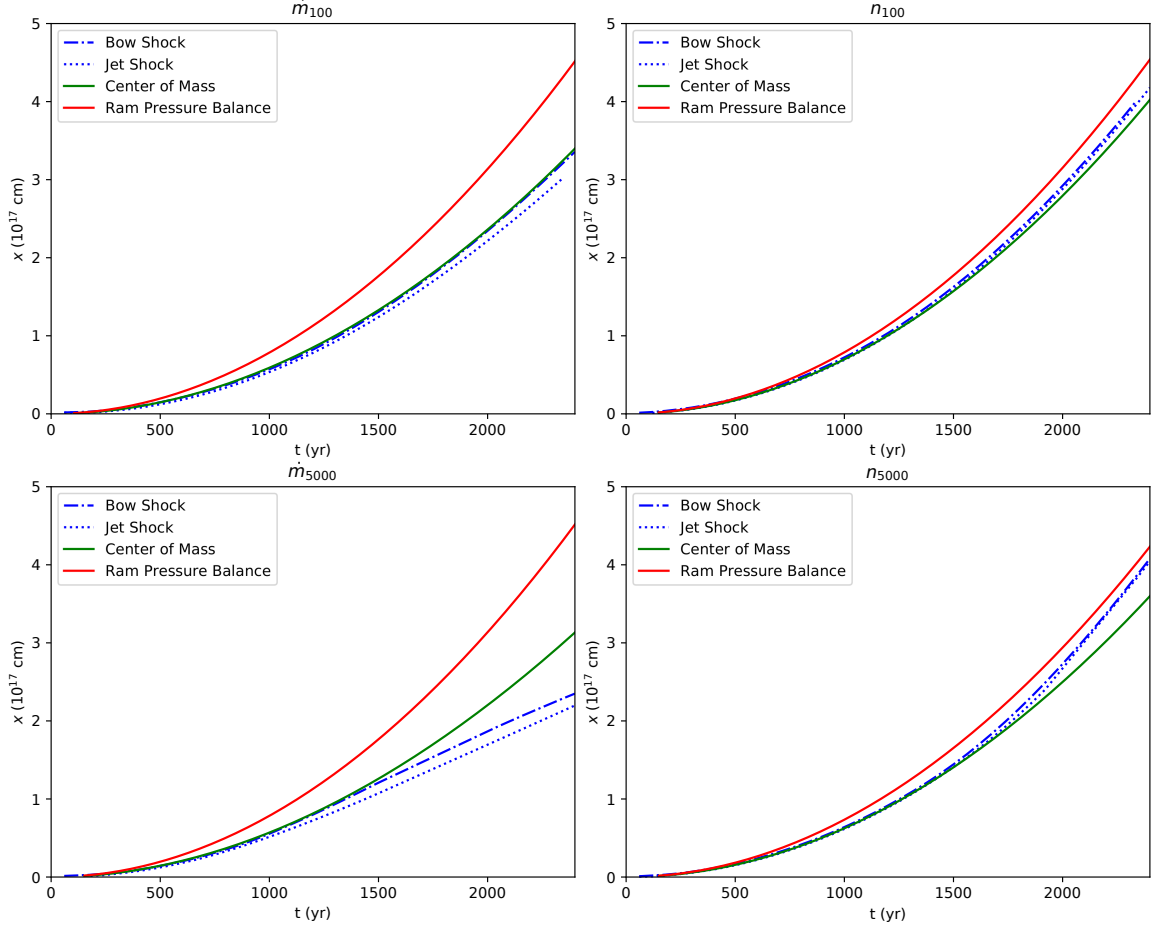 ṁ100
n100
5
4
3
2
1
0
x (10^17 cm)
Bow Shock
Jet Shock
Center of Mass
Ram Pressure Balance
0 500 1000 1500 2000
t (yr)
5
4
3
2
1
0
x (10^17 cm)
Bow Shock
Jet Shock
Center of Mass
Ram Pressure Balance
0 500 1000 1500 2000
t (yr)
ṁ5000
n5000
5
4
3
2
1
0
x (10^17 cm)
Bow Shock
Jet Shock
Center of Mass
Ram Pressure Balance
0 500 1000 1500 2000
t (yr)
5
4
3
2
1
0
x (10^17 cm)
Bow Shock
Jet Shock
Center of Mass
Ram Pressure Balance
0 500 1000 1500 2000
t (yr)